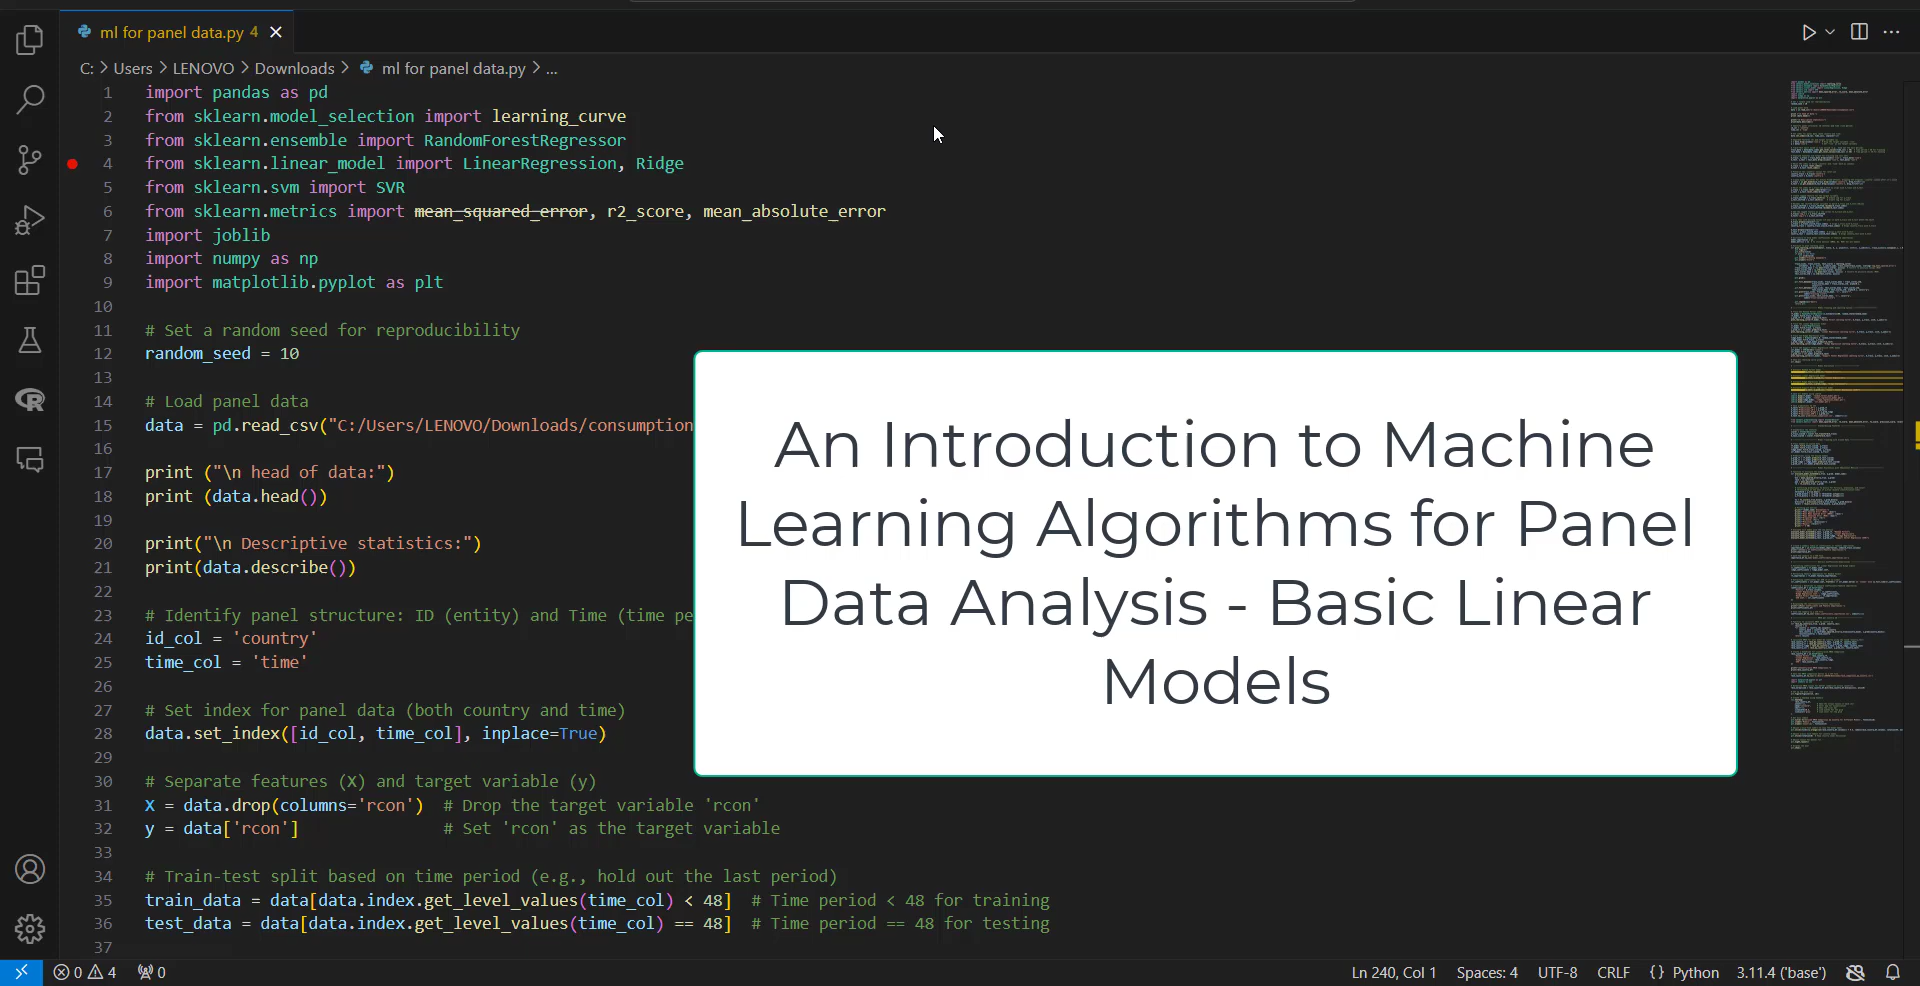 ml for panel data.py 4
C: > Users > LENOVO > Downloads > ml for panel data.py > ...
1 import pandas as pd
2 from sklearn.model_selection import learning_curve
3 from sklearn.ensemble import RandomForestRegressor
4 from sklearn.linear_model import LinearRegression, Ridge
5 from sklearn.svm import SVR
6 from sklearn.metrics import mean_squared_error, r2_score, mean_absolute_error
7 import joblib
8 import numpy as np
9 import matplotlib.pyplot as plt
10
11 # Set a random seed for reproducibility
12 random_seed = 10
13
14 # Load panel data
15 data = pd.read_csv("C:/Users/LENOVO/Downloads/consumption
16
17 print ("\n head of data:")
18 print (data.head())
19
20 print("\n Descriptive statistics:")
21 print(data.describe())
22
23 # Identify panel structure: ID (entity) and Time (time pe
24 id_col = 'country'
25 time_col = 'time'
26
27 # Set index for panel data (both country and time)
28 data.set_index([id_col, time_col], inplace=True)
29
30 # Separate features (X) and target variable (y)
31 X = data.drop(columns='rcon')  # Drop the target variable 'rcon'
32 y = data['rcon']               # Set 'rcon' as the target variable
33
34 # Train-test split based on time period (e.g., hold out the last period)
35 train_data = data[data.index.get_level_values(time_col) < 48]  # Time period < 48 for training
36 test_data = data[data.index.get_level_values(time_col) == 48]  # Time period == 48 for testing
37
An Introduction to Machine
Learning Algorithms for Panel
Data Analysis - Basic Linear
Models
0 4 0 Ln 240, Col 1 Spaces: 4 UTF-8 CRLF {} Python 3.11.4 ('base')